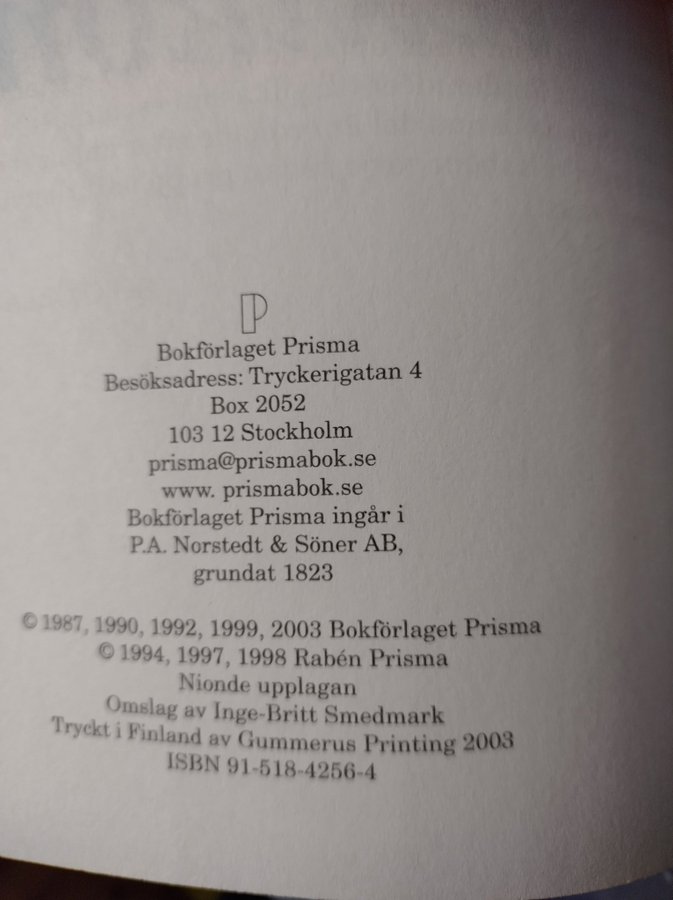 P
Bokförlaget Prisma
Besöksadress: Tryckerigatan 4
Box 2052
103 12 Stockholm
prisma@prismabok.se
www. prismabok.se
Bokförlaget Prisma ingår i
P.A. Norstedt & Söner AB,
grundat 1823
© 1987, 1990, 1992, 1999, 2003 Bokförlaget Prisma
© 1994, 1997, 1998 Rabén Prisma
Nionde upplagan
Omslag av Inge-Britt Smedmark
Tryckt i Finland av Gummerus Printing 2003
ISBN 91-518-4256-4